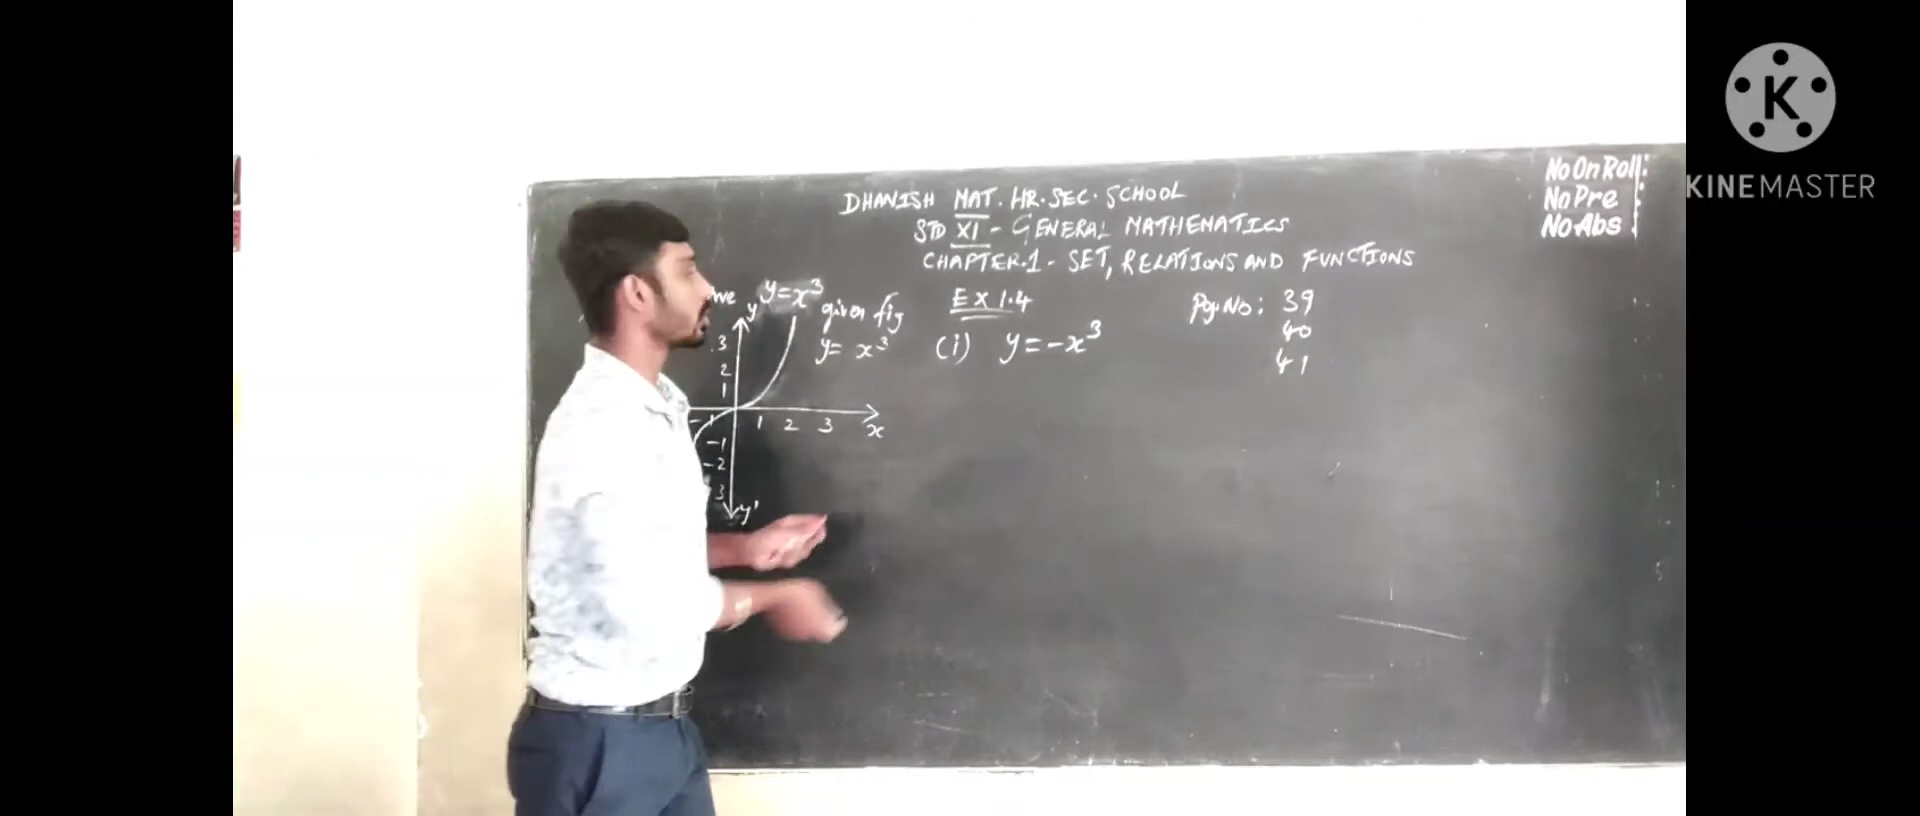 DHANISH MAT. HR. SEC. SCHOOL
STD XI - GENERAL MATHEMATICS
CHAPTER.1 - SET, RELATIONS AND FUNCTIONS
y=x³ given fig
y= x³
EX 1.4
(i) y=-x³
Pg.No: 39
40
41
y
3
2
1
-1 1 2 3
x
-1
-2
3
y'
No On Roll:
No Pre :
No Abs :
K
KINEMASTER